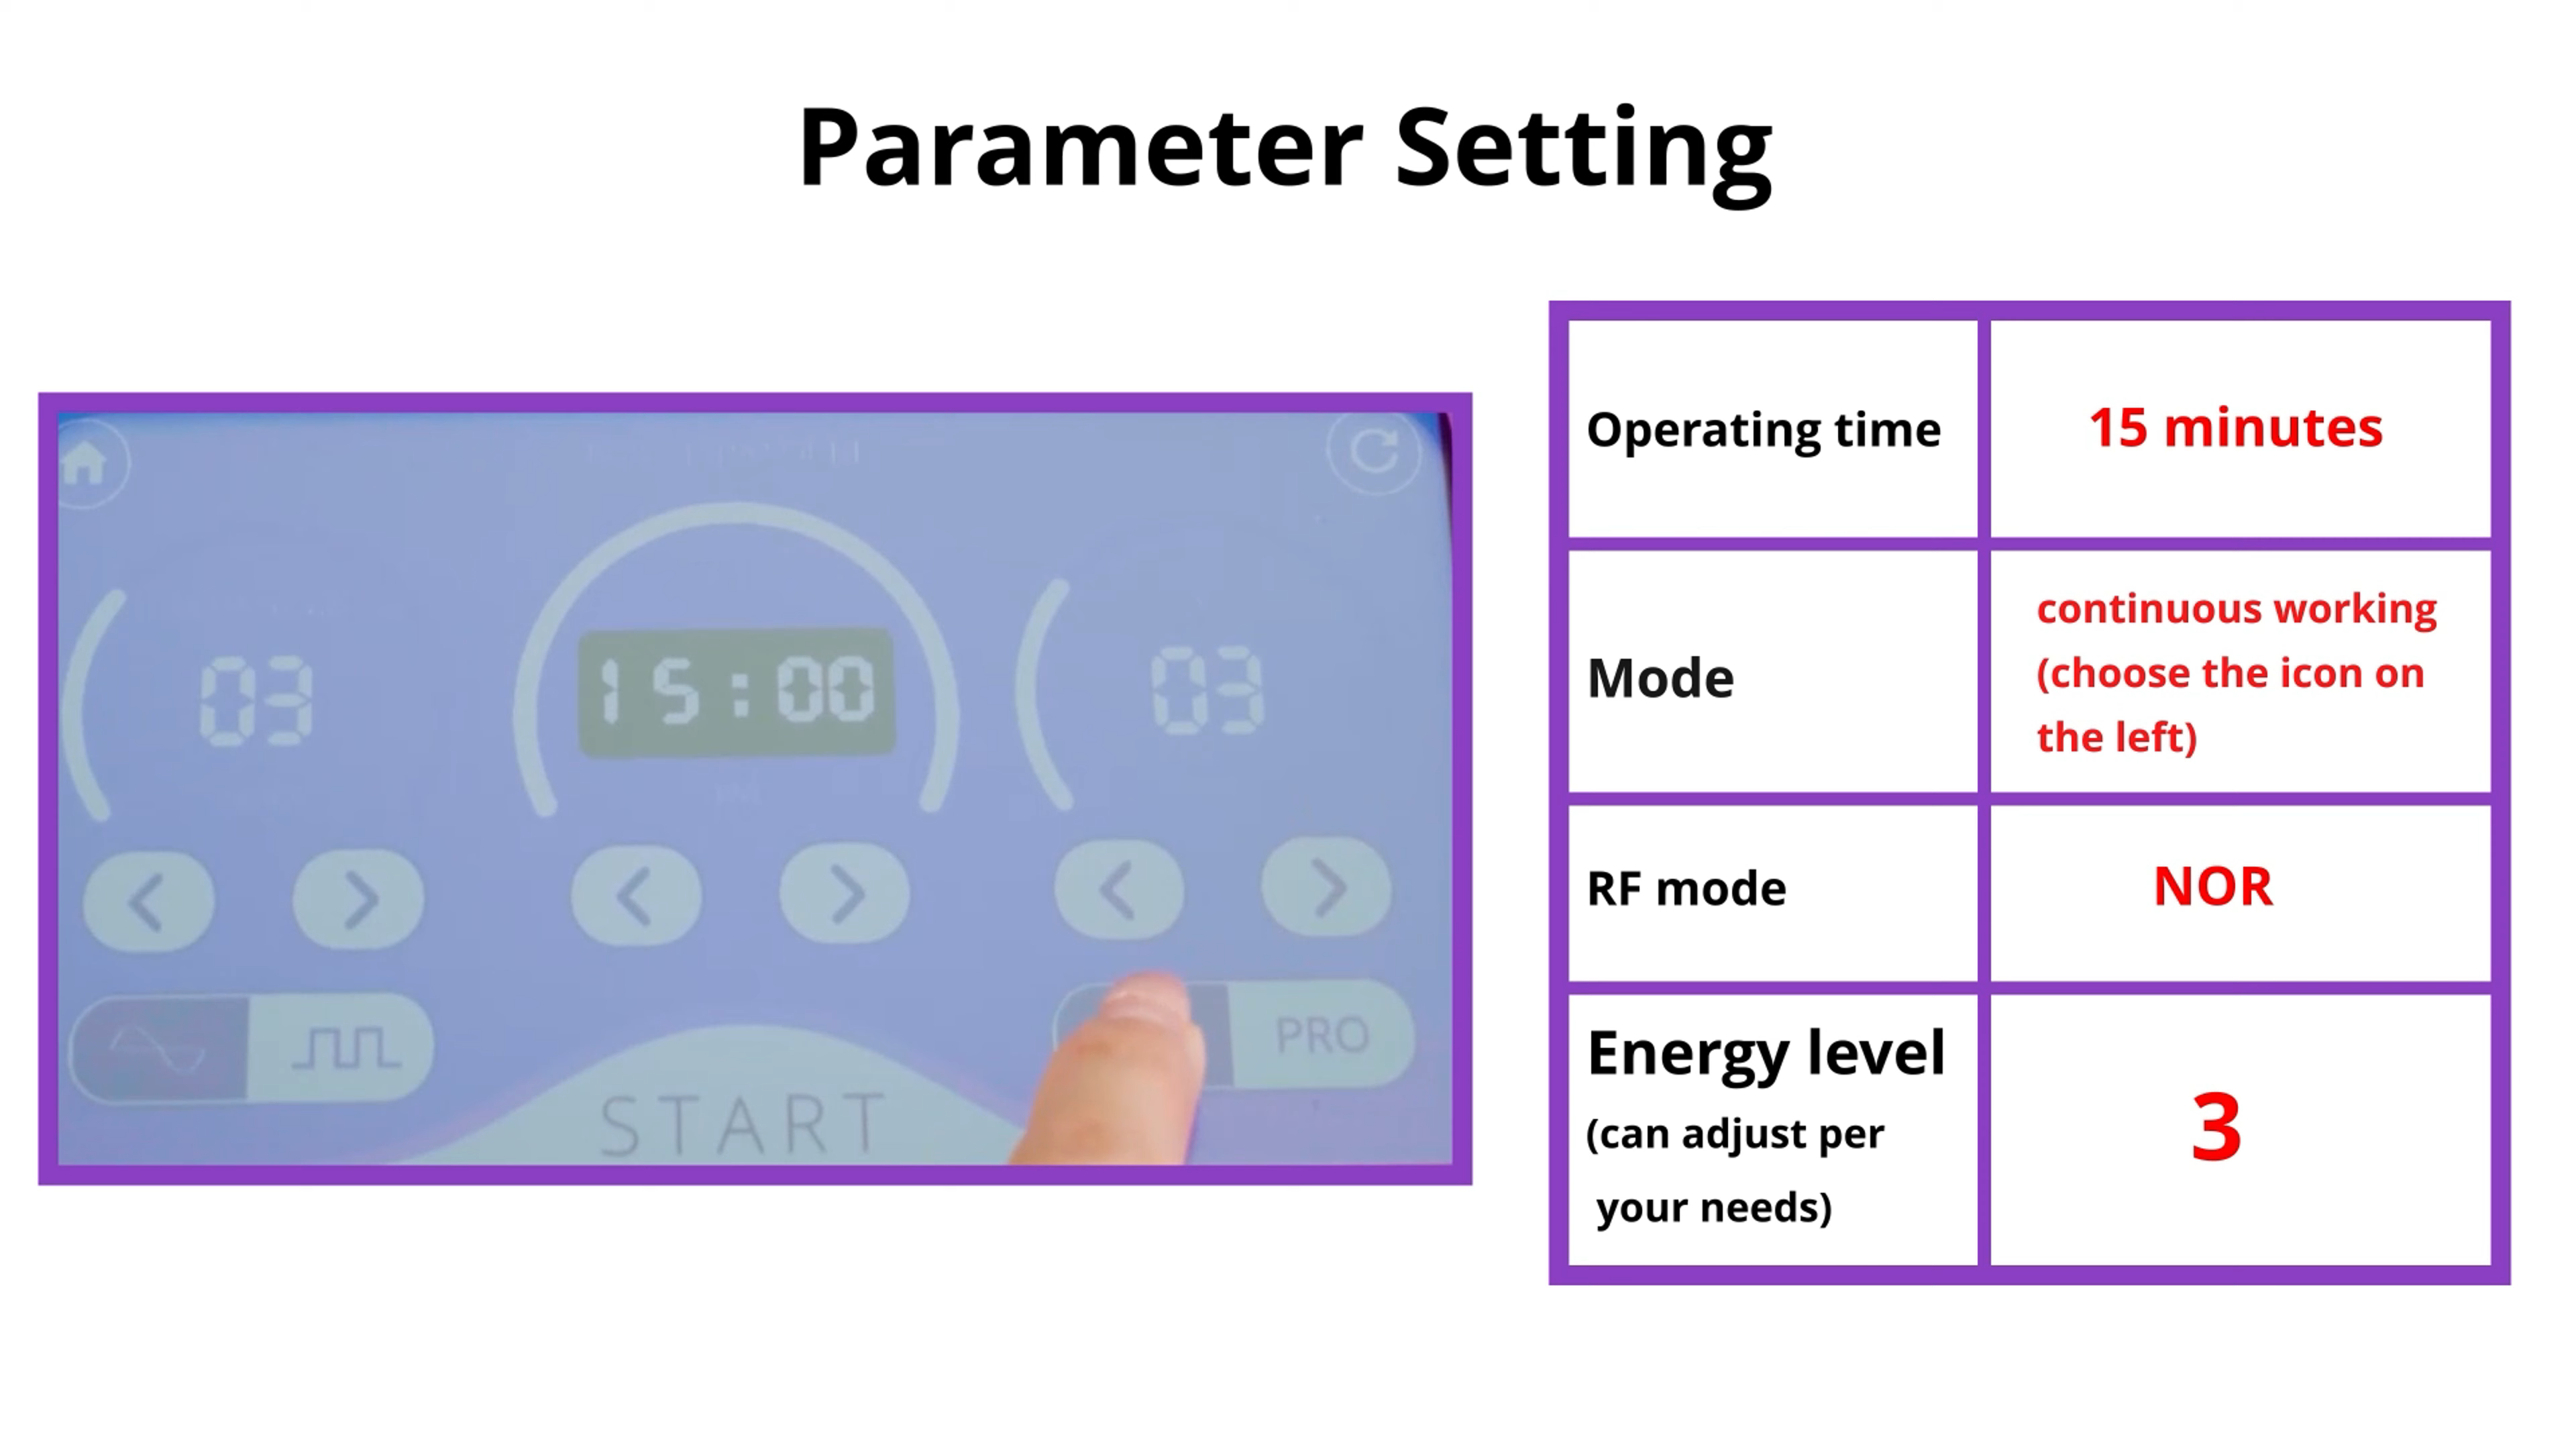 Parameter Setting
03
15:00
03
PRO
START
Operating time
15 minutes
Mode
continuous working
(choose the icon on
the left)
RF mode
NOR
Energy level
(can adjust per
your needs)
3